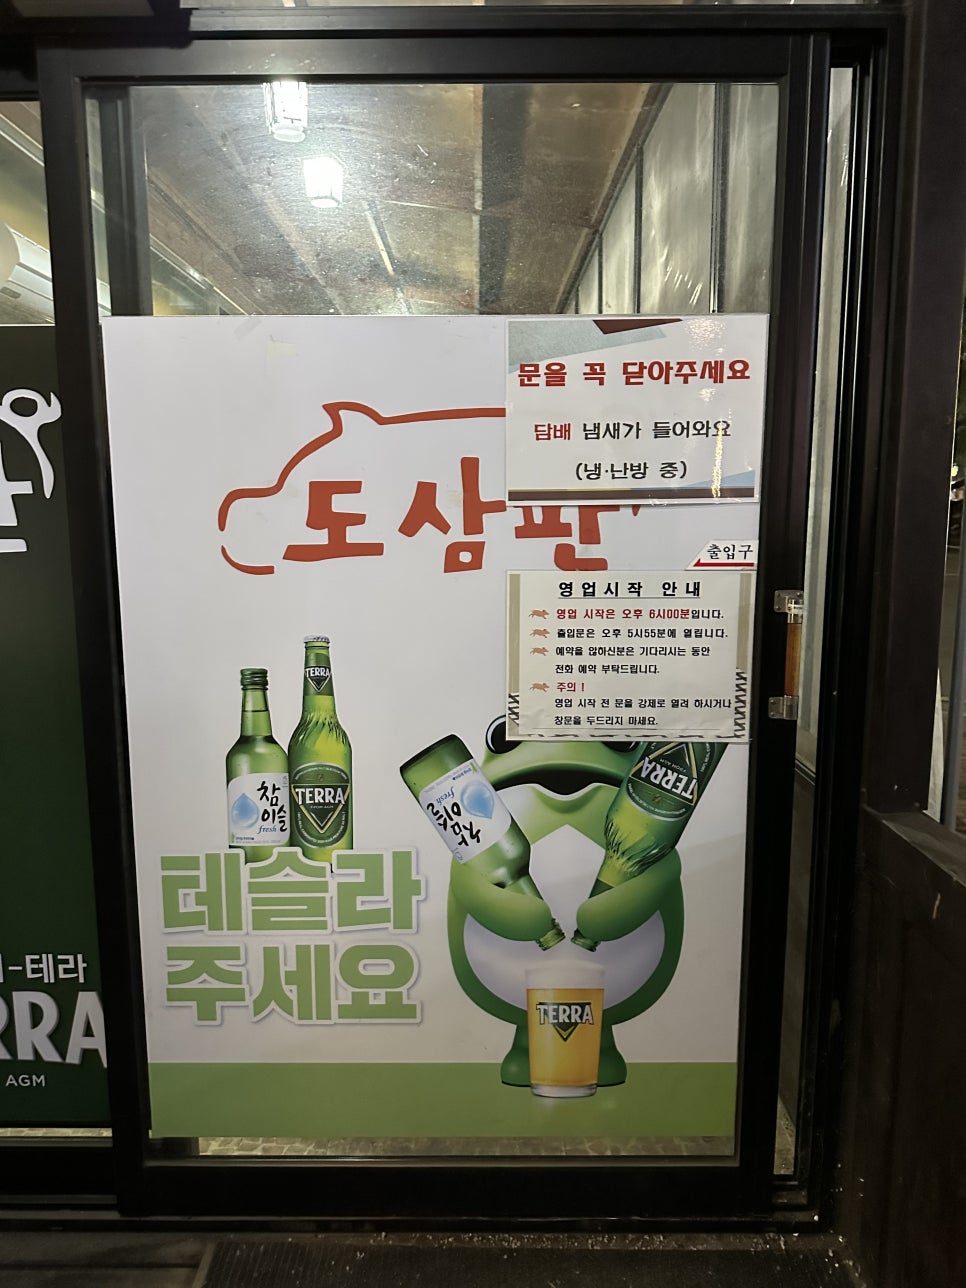 문을 꼭 닫아주세요
담배 냄새가 들어와요
(냉·난방 중)
도삼판
출입구
영업시작 안내
영업 시작은 오후 6시00분입니다.
출입문은 오후 5시55분에 열립니다.
예약을 않하신분은 기다리시는 동안
전화 예약 부탁드립니다.
주의 !
영업 시작 전 문을 강제로 열려 하시거나
창문을 두드리지 마세요.
TERRA
참
이슬
fresh
TERRA
참이슬
fresh
TERRA
테슬라
주세요
TERRA
-테라
RRA
AGM